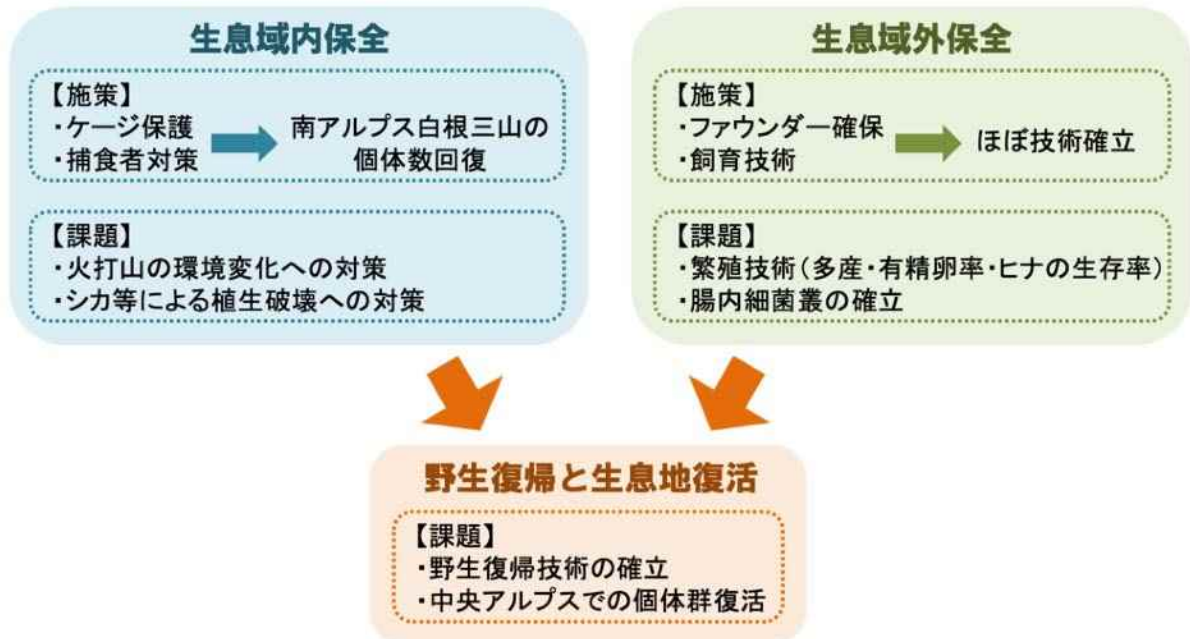 生息域内保全
【施策】
・ケージ保護
・捕食者対策
南アルプス白根三山の
個体数回復
【課題】
・火打山の環境変化への対策
・シカ等による植生破壊への対策
生息域外保全
【施策】
・ファウンダー確保
・飼育技術
ほぼ技術確立
【課題】
・繁殖技術(多産・有精卵率・ヒナの生存率)
・腸内細菌叢の確立
野生復帰と生息地復活
【課題】
・野生復帰技術の確立
・中央アルプスでの個体群復活